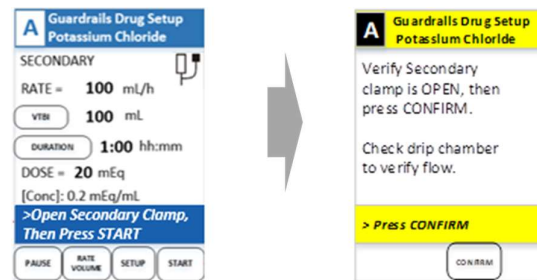 A
Guardrails Drug Setup
Potassium Chloride
SECONDARY
RATE = 100 mL/h
VTBI 100 mL
DURATION 1:00 hh:mm
DOSE = 20 mEq
[Conc]: 0.2 mEq/mL
>Open Secondary Clamp,
Then Press START
PAUSE RATE VOLUME SETUP START
A
Guardrails Drug Setup
Potassium Chloride
Verify Secondary
clamp is OPEN, then
press CONFIRM.
Check drip chamber
to verify flow.
> Press CONFIRM
CONFIRM